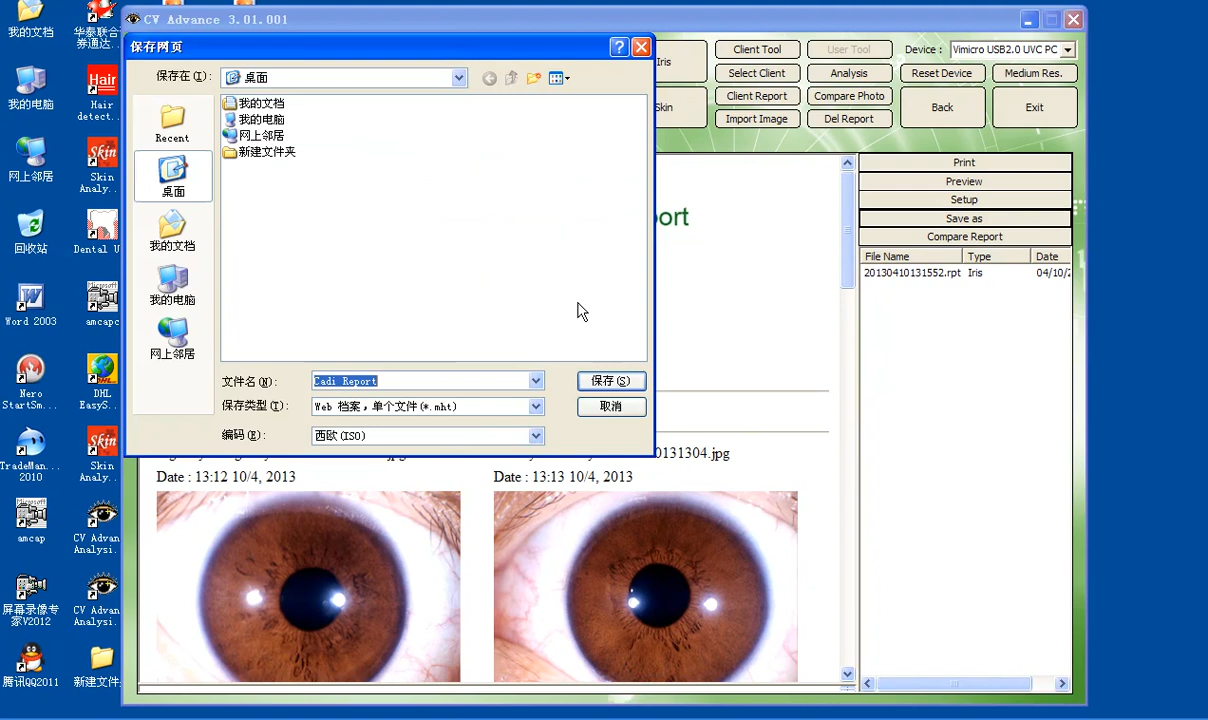 我的文档
华泰联合
券通达...
我的电脑
Hair
Hair
detect...
网上邻居
Skin
Skin
Analy..
回收站
Dental U
W
Word 2003
amcapc
Nero
StartSm...
DHL
EasyS..
TradeMan...
2010
Skin
Skin
Analy..
amcap
CV Advan
Analysi.
屏幕录像专
家V2012
CV Advan
Analysi.
腾讯QQ2011
新建文件
CV Advance 3.01.001
保存网页
保存在(I):
桌面
Recent
桌面
我的文档
我的电脑
网上邻居
我的文档
我的电脑
网上邻居
新建文件夹
文件名(N):
Cadi Report
保存(S)
保存类型(T):
Web 档案，单个文件(*.mht)
取消
编码(E):
西欧(ISO)
Iris
Skin
Client Tool
User Tool
Device :
Vimicro USB2.0 UVC PC
Select Client
Analysis
Reset Device
Medium Res.
Client Report
Compare Photo
Back
Exit
Import Image
Del Report
ort
Print
Preview
Setup
Save as
Compare Report
File Name
Type
Date
20130410131552.rpt
Iris
04/10/2
0131304.jpg
Date : 13:12 10/4, 2013
Date : 13:13 10/4, 2013